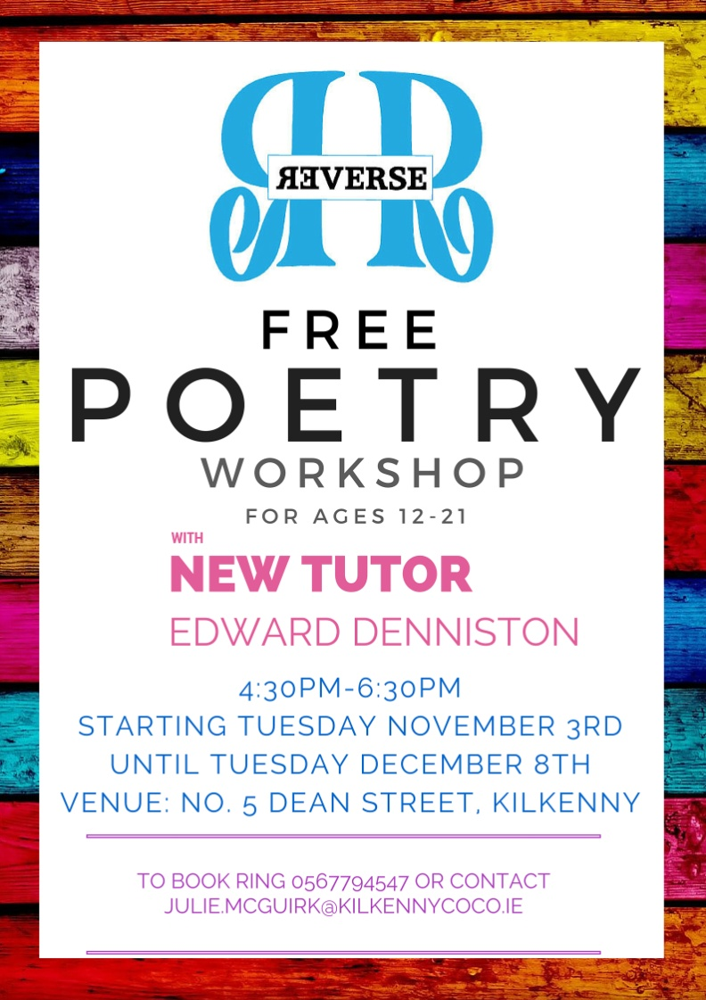 ЯƎVERSE
FREE
POETRY
WORKSHOP
FOR AGES 12-21
WITH
NEW TUTOR
EDWARD DENNISTON
4:30PM-6:30PM
STARTING TUESDAY NOVEMBER 3RD
UNTIL TUESDAY DECEMBER 8TH
VENUE: NO. 5 DEAN STREET, KILKENNY
TO BOOK RING 0567794547 OR CONTACT
JULIE.MCGUIRK@KILKENNYCOCO.IE